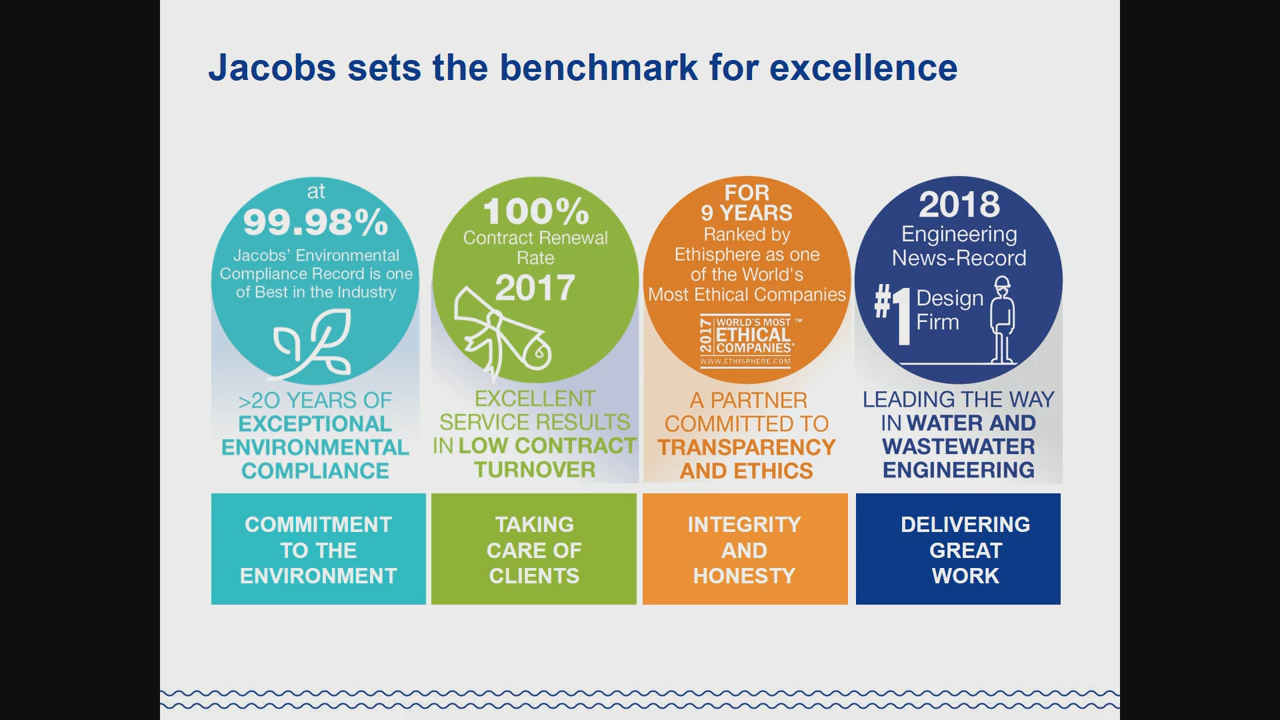 Jacobs sets the benchmark for excellence
at
99.98%
Jacobs' Environmental
Compliance Record is one
of Best in the Industry
>2O YEARS OF
EXCEPTIONAL
ENVIRONMENTAL
COMPLIANCE
COMMITMENT
TO THE
ENVIRONMENT
100%
Contract Renewal
Rate
2017
EXCELLENT
SERVICE RESULTS
IN LOW CONTRACT
TURNOVER
TAKING
CARE OF
CLIENTS
FOR
9 YEARS
Ranked by
Ethisphere as one
of the World's
Most Ethical Companies
2017
WORLD'S MOST ™
ETHICAL
COMPANIES®
WWW.ETHISPHERE.COM
A PARTNER
COMMITTED TO
TRANSPARENCY
AND ETHICS
INTEGRITY
AND
HONESTY
2018
Engineering
News-Record
#1 Design
Firm
LEADING THE WAY
IN WATER AND
WASTEWATER
ENGINEERING
DELIVERING
GREAT
WORK